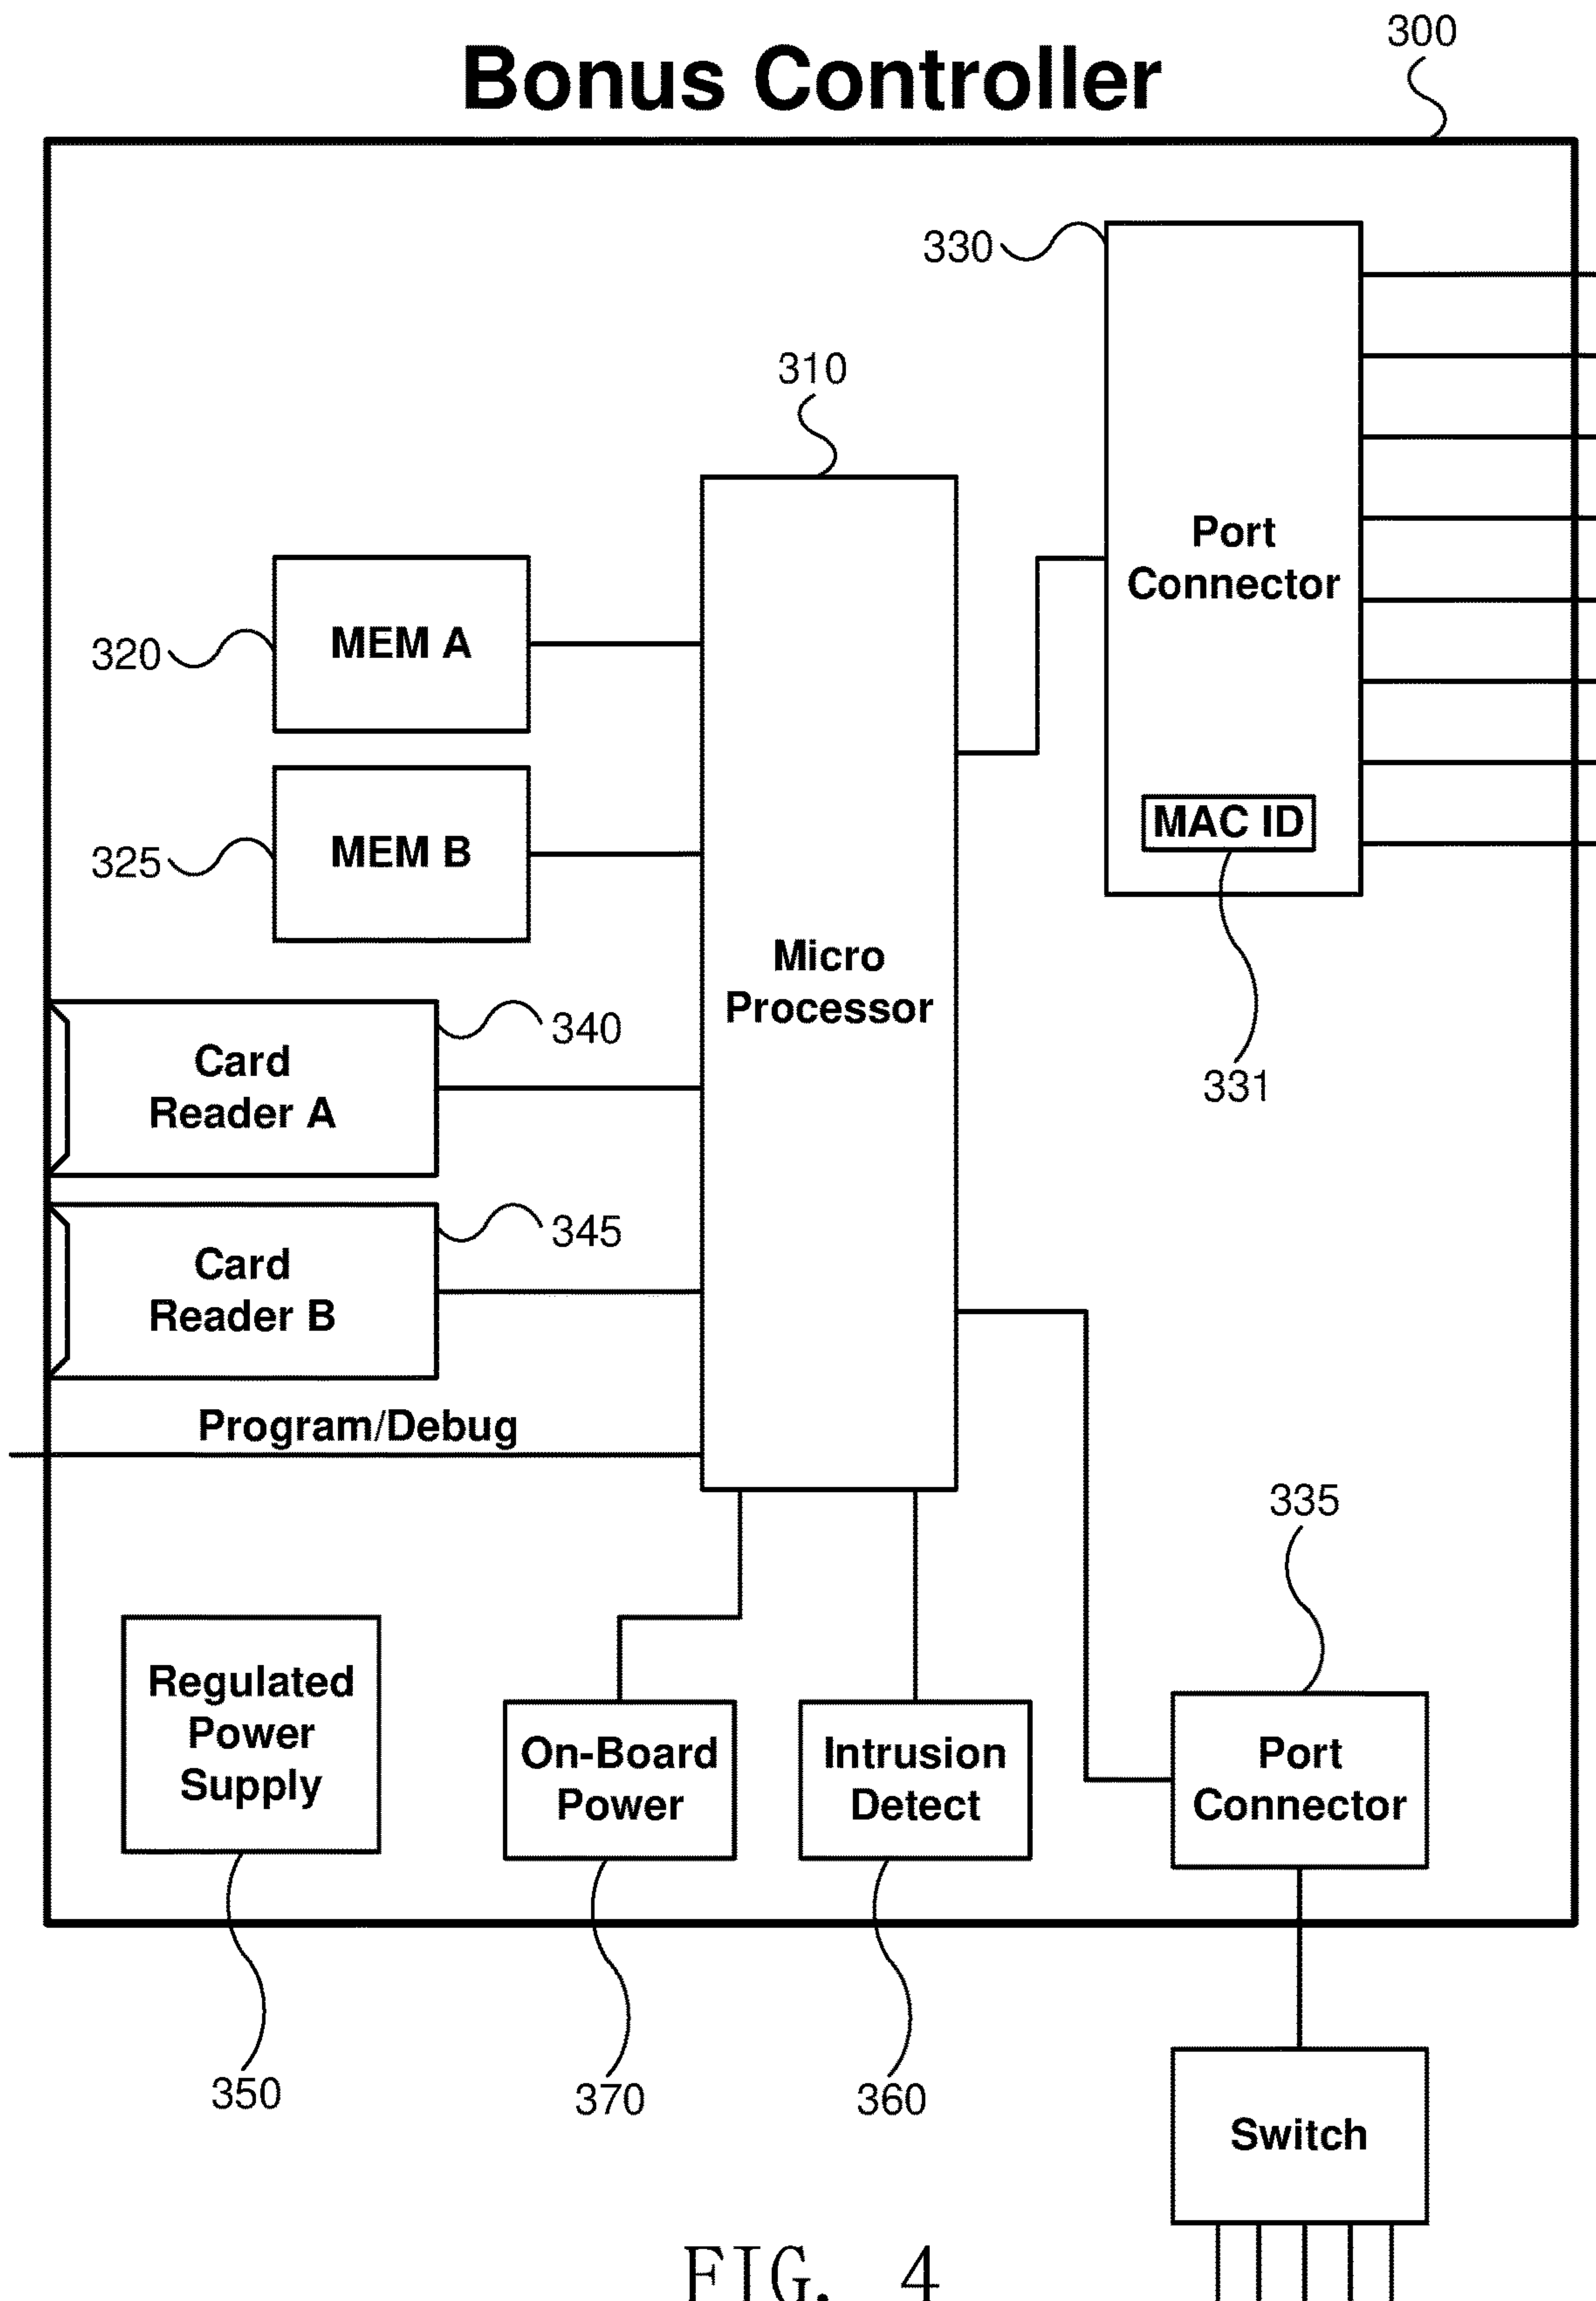 Bonus Controller
300
330
310
Port
Connector
MEM A
320
MAC ID
MEM B
325
Micro
Processor
340
Card
Reader A
331
345
Card
Reader B
Program/Debug
335
Regulated
Power
Supply
On-Board
Power
Intrusion
Detect
Port
Connector
350
370
360
Switch
FIG. 4